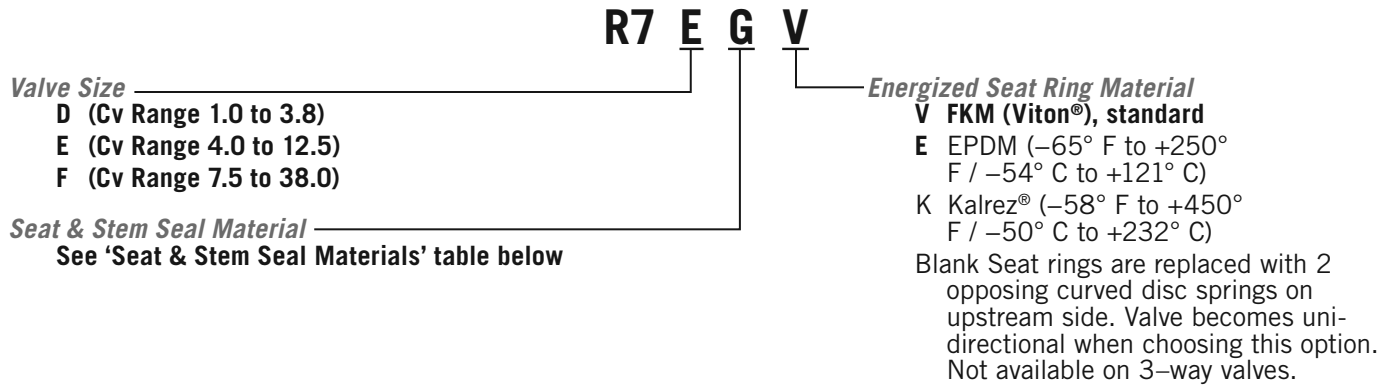 R7 E G V
Valve Size
D (Cv Range 1.0 to 3.8)
E (Cv Range 4.0 to 12.5)
F (Cv Range 7.5 to 38.0)
Seat & Stem Seal Material
See ‘Seat & Stem Seal Materials’ table below
Energized Seat Ring Material
V FKM (Viton®), standard
E EPDM (–65° F to +250°
F / –54° C to +121° C)
K Kalrez® (–58° F to +450°
F / –50° C to +232° C)
Blank Seat rings are replaced with 2
opposing curved disc springs on
upstream side. Valve becomes uni-
directional when choosing this option.
Not available on 3–way valves.